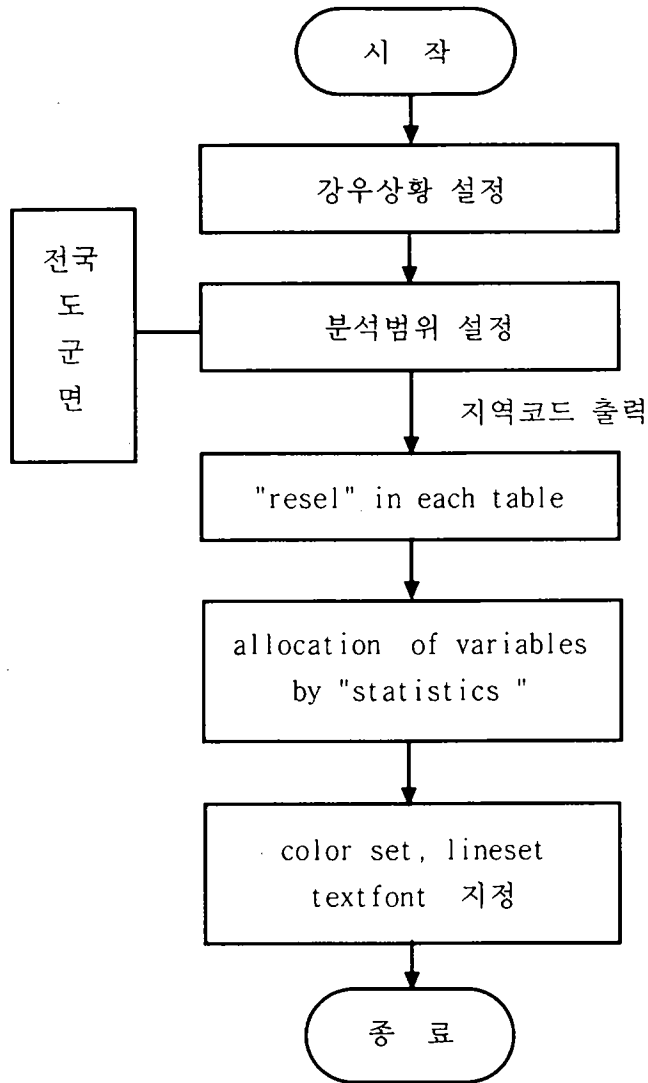 시 작
강우상황 설정
전국
도
군
면
분석범위 설정
지역코드 출력
"resel" in each table
allocation of variables
by "statistics "
color set, lineset
textfont 지정
종 료